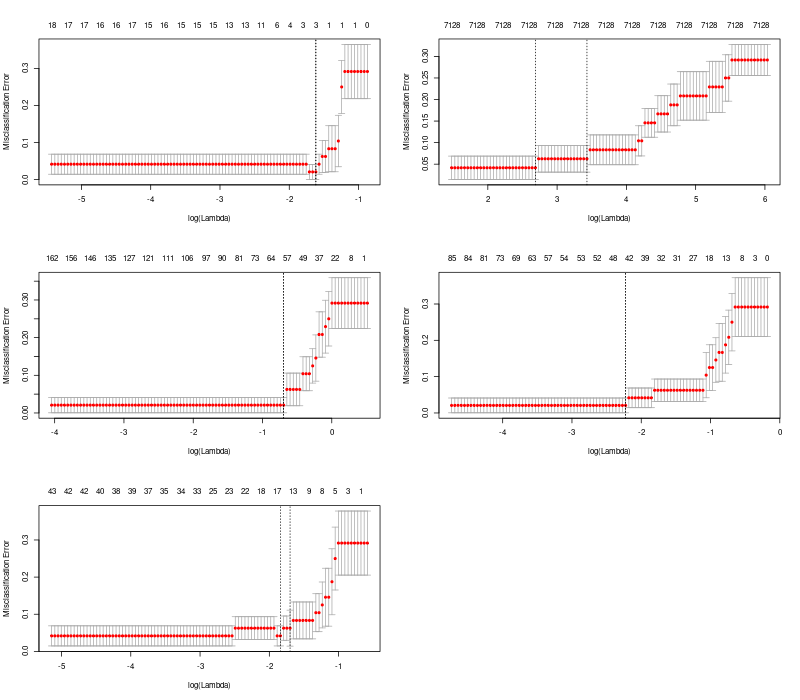 18 17 17 16 16 15 15 15 13 13 11 6 4 3 3 1 1 1 0
Misclassification Error
0.0 0.1 0.2 0.3
-5 -4 -3 -2 -1
log(Lambda)
7128 7128 7128 7128 7128 7128 7128 7128 7128 7128 7128 7128
Misclassification Error
0.05 0.10 0.15 0.20 0.25 0.30
2 3 4 5 6
log(Lambda)
162 156 146 135 127 121 111 106 97 90 81 73 64 57 49 37 22 8 1
Misclassification Error
0.00 0.10 0.20 0.30
-4 -3 -2 -1 0
log(Lambda)
85 84 81 73 69 63 57 54 53 52 48 42 39 32 31 27 18 13 8 3 0
Misclassification Error
0.0 0.1 0.2 0.3
-4 -3 -2 -1 0
log(Lambda)
43 42 42 40 38 39 37 35 34 33 25 23 22 18 17 13 9 8 5 3 1
Misclassification Error
0.0 0.1 0.2 0.3
-5 -4 -3 -2 -1
log(Lambda)